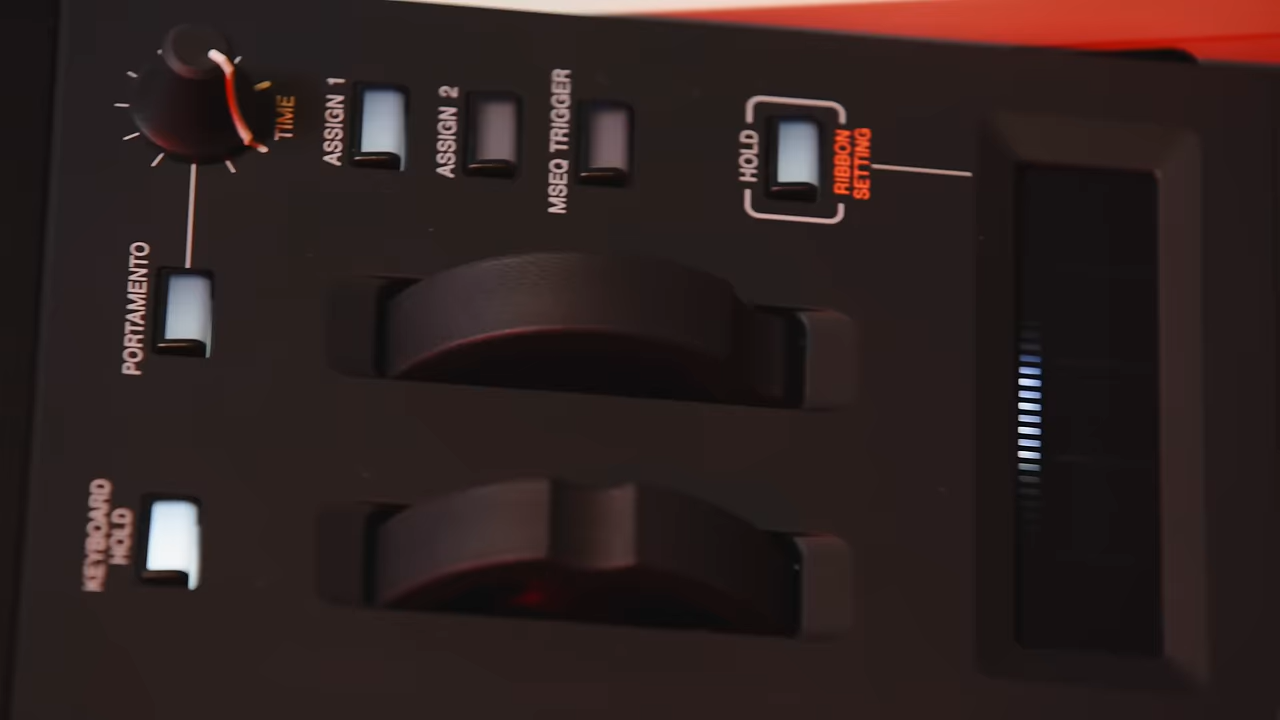 TIME
ASSIGN 1
ASSIGN 2
MSEQ TRIGGER
HOLD
RIBBON
SETTING
PORTAMENTO
KEYBOARD
HOLD